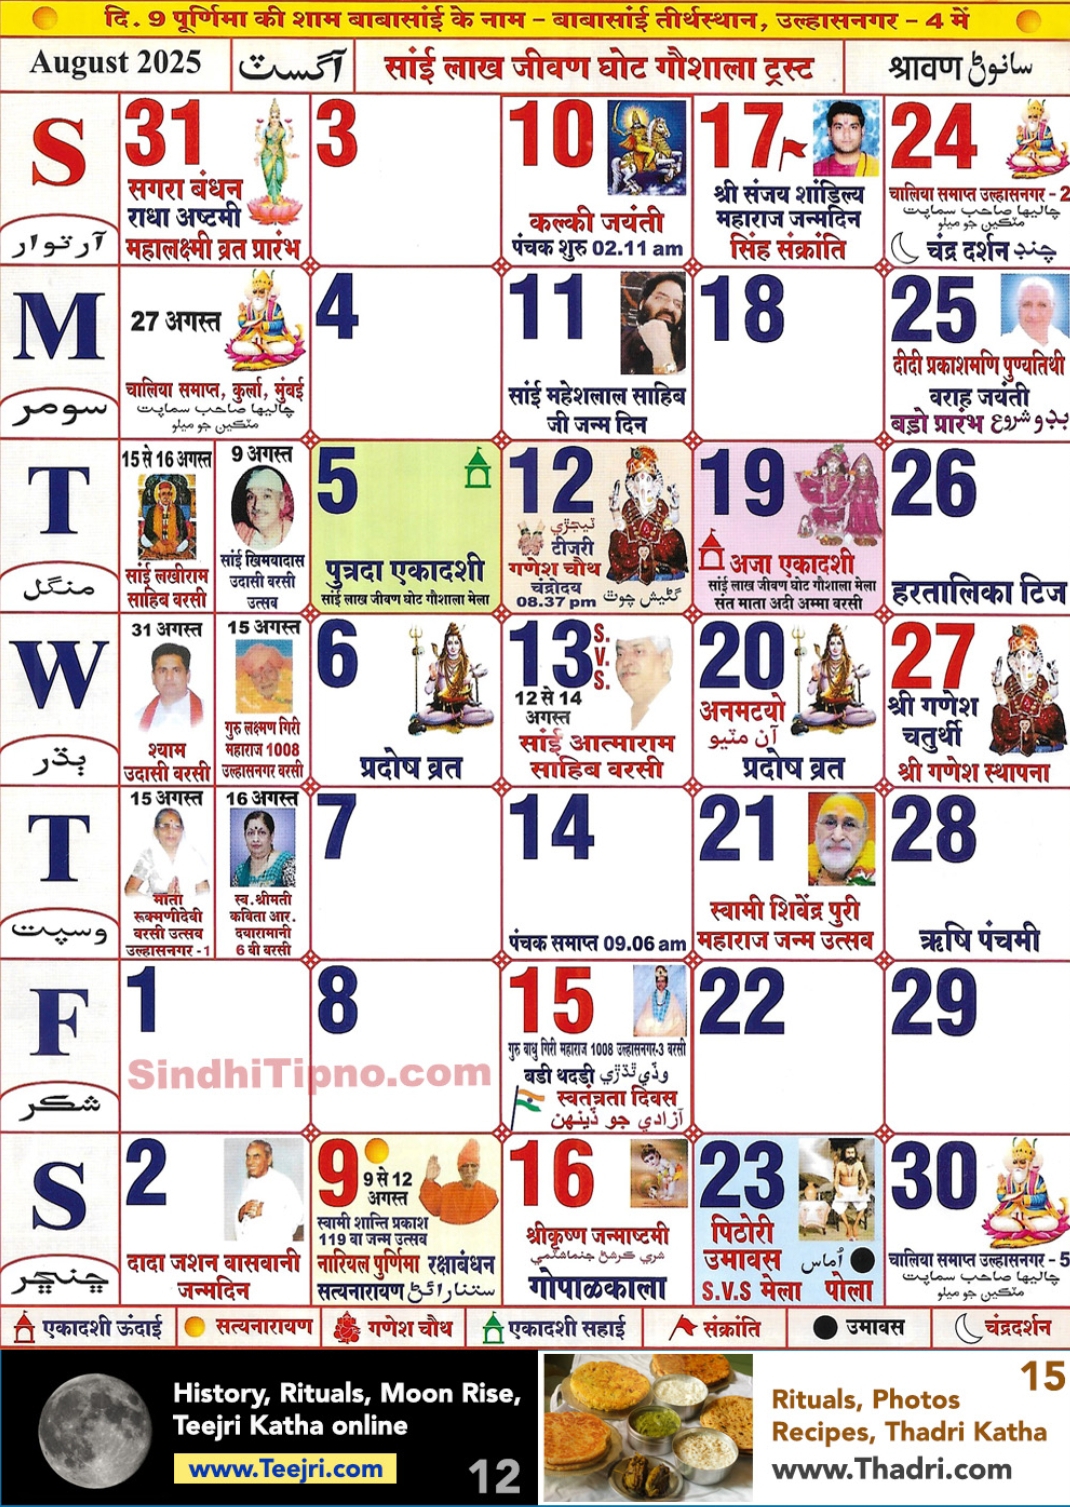 दि. 9 पूर्णिमा की शाम बाबासांई के नाम - बाबासांई तीर्थस्थान, उल्हासनगर - 4 में
August 2025
آگسٽ
सांई लाख जीवण घोट गौशाला ट्रस्ट
श्रावण سانوڻ
S
آرتوار
31
सगरा बंधन
राधा अष्टमी
महालक्ष्मी व्रत प्रारंभ
3
10
कल्की जयंती
पंचक शुरु 02.11 am
17
श्री संजय शांडिल्य
महाराज जन्मदिन
सिंह संक्रांति
24
चालिया समाप्त उल्हासनगर - 2
چاليها صاحب سماپت
مٽڪين جو ميلو
चंद्र दर्शन چنڊ
M
سومر
27 अगस्त
चालिया समाप्त, कुर्ला, मुंबई
چاليها صاحب سماپت
مٽڪين جو ميلو
4
11
सांई महेशलाल साहिब
जी जन्म दिन
18
25
दीदी प्रकाशमणि पुण्यतिथी
वराह जयंती
बड़ो प्रारंभ بڊو شروع
T
منگل
15 से 16 अगस्त
सांई लखीराम
साहिब वरसी
9 अगस्त
सांई खिमयादास
उदासी वरसी
उत्सव
5
पुत्रदा एकादशी
सांई लाख जीवण घोट गौशाला मेला
12
ٽيجڙي
टीजरी
गणेश चौथ
चंद्रोदय
08.37 pm گڻيش چوٿ
19
अजा एकादशी
सांई लाख जीवण घोट गौशाला मेला
संत माता अदी अम्मा वरसी
26
हरतालिका टिज
W
ٻڌر
31 अगस्त
श्याम
उदासी वरसी
15 अगस्त
गुरु लक्ष्मण गिरी
महाराज 1008
उल्हासनगर वरसी
6
प्रदोष व्रत
13
S.
V.
S.
12 से 14
अगस्त
सांई आत्माराम
साहिब वरसी
20
अनमटयो
آن مٽيو
प्रदोष व्रत
27
श्री गणेश
चतुर्थी
श्री गणेश स्थापना
T
وسپت
15 अगस्त
माता
रूक्मणीदेवी
वरसी उत्सव
उल्हासनगर -1
16 अगस्त
स्व.श्रीमती
कविता आर.
दयारामानी
6 वी वरसी
7
14
पंचक समाप्त 09.06 am
21
स्वामी शिवेंद्र पुरी
महाराज जन्म उत्सव
28
ऋषि पंचमी
F
شڪر
1
8
15
गुरु वाधु गिरी महाराज 1008 उल्हासनगर-3 वरसी
बडी थदडी وڏي ٿڌڙي
स्वतंत्रता दिवस
آزادي جو ڏينهن
22
29
SindhiTipno.com
S
ڇنڇر
2
दादा जशन वासवानी
जन्मदिन
9
9 से 12
अगस्त
स्वामी शान्ति प्रकाश
119 वा जन्म उत्सव
नारियल पुर्णिमा रक्षाबंधन
सत्यनारायण ستنارائڻ
16
श्रीकृष्ण जन्माष्टमी
شري ڪرشڻ جنماشٽمي
गोपाळकाला
23
पिठोरी
उमावस اُماس
S.V.S मेला पोला
30
चालिया समाप्त उल्हासनगर - 5
چاليها صاحب سماپت
مٽڪين جو ميلو
एकादशी ऊंदाई
सत्यनारायण
गणेश चौथ
एकादशी सहाई
संक्रांति
उमावस
चंद्रदर्शन
History, Rituals, Moon Rise,
Teejri Katha online
www.Teejri.com
12
15
Rituals, Photos
Recipes, Thadri Katha
www.Thadri.com